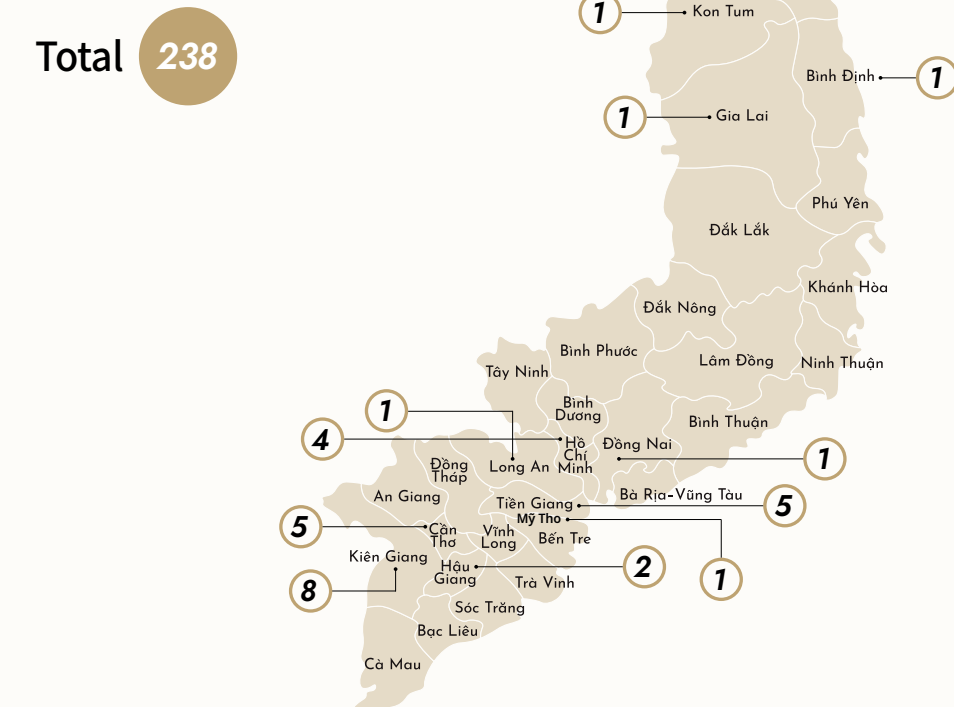 Total 238
1 Kon Tum
Bình Định 1
1 Gia Lai
Phú Yên
Đắk Lắk
Khánh Hòa
Đắk Nông
Bình Phước
Lâm Đồng
Ninh Thuận
Tây Ninh
Bình
Dương
1
Bình Thuận
4
Hồ
Chí
Minh
Đồng Nai
1
Long An
Đồng
Tháp
An Giang
Bà Rịa-Vũng Tàu
Tiền Giang
5
Mỹ Tho
1
5
Cần
Thơ
Vĩnh
Long
Bến Tre
Kiên Giang
8
Hậu
Giang
2
Trà Vinh
Sóc Trăng
Bạc Liêu
Cà Mau